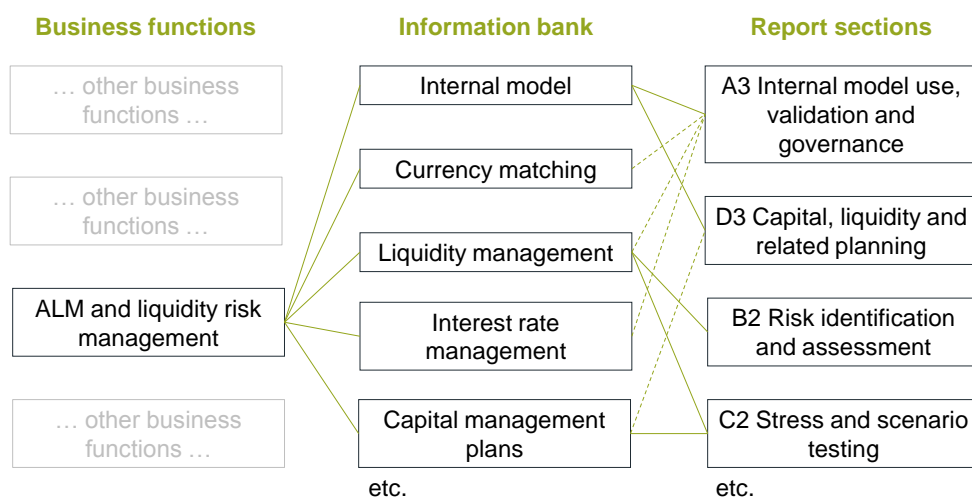 Business functions
Information bank
Report sections
… other business
functions …
… other business
functions …
ALM and liquidity risk
management
… other business
functions …
Internal model
Currency matching
Liquidity management
Interest rate
management
Capital management
plans
etc.
A3 Internal model use,
validation and
governance
D3 Capital, liquidity and
related planning
B2 Risk identification
and assessment
C2 Stress and scenario
testing
etc.